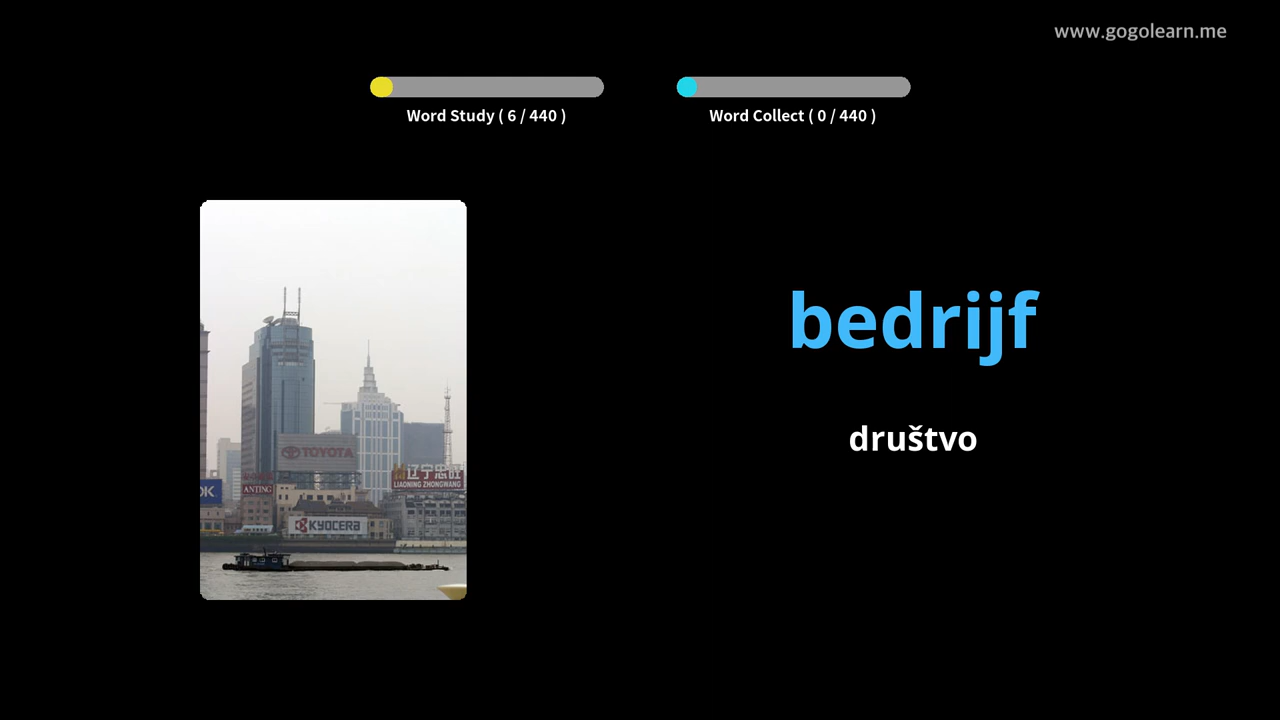 www.gogolearn.me
Word Study ( 6 / 440 )
Word Collect ( 0 / 440 )
TOYOTA
辽宁忠旺
LIAONING ZHONGWANG
OK
ANTING
KYOCERA
bedrijf
društvo